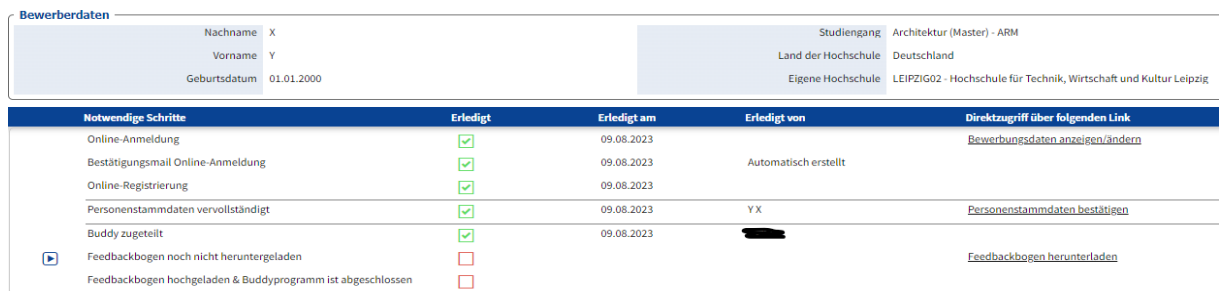 Bewerberdaten
Nachname X Studiengang Architektur (Master) - ARM
Vorname Y Land der Hochschule Deutschland
Geburtsdatum 01.01.2000 Eigene Hochschule LEIPZIG02 - Hochschule für Technik, Wirtschaft und Kultur Leipzig
Notwendige Schritte Erledigt Erledigt am Erledigt von Direktzugriff über folgenden Link
Online-Anmeldung 09.08.2023 Bewerbungsdaten anzeigen/ändern
Bestätigungsmail Online-Anmeldung 09.08.2023 Automatisch erstellt
Online-Registrierung 09.08.2023
Personenstammdaten vervollständigt 09.08.2023 Y X Personenstammdaten bestätigen
Buddy zugeteilt 09.08.2023
Feedbackbogen noch nicht heruntergeladen Feedbackbogen herunterladen
Feedbackbogen hochgeladen & Buddyprogramm ist abgeschlossen